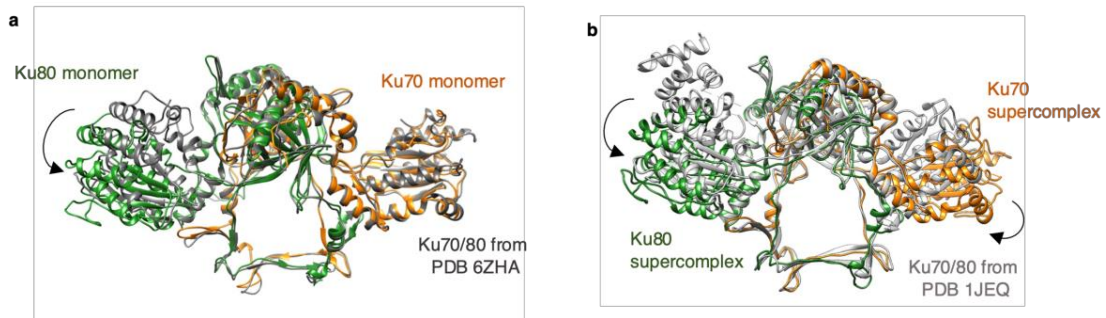 a
Ku80 monomer
Ku70 monomer
Ku70/80 from
PDB 6ZHA
b
Ku70
supercomplex
Ku80
supercomplex
Ku70/80 from
PDB 1JEQ